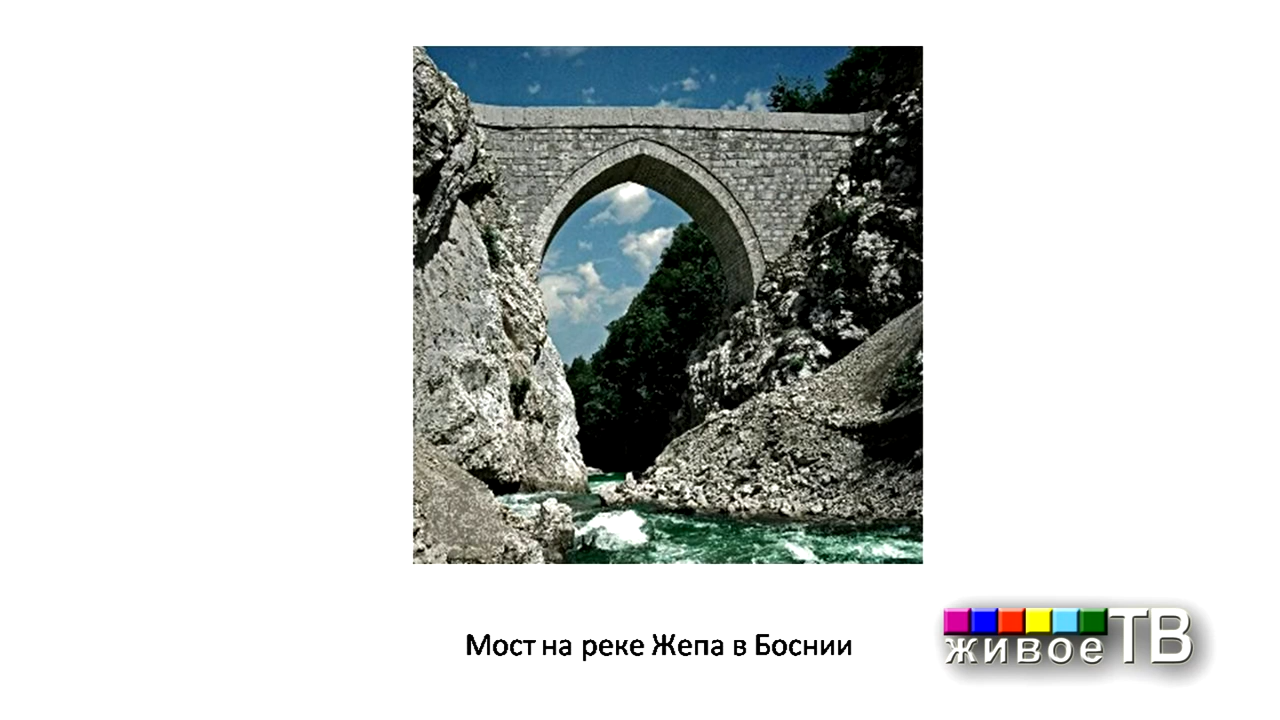 Мост на реке Жепа в Боснии
живое ТВ